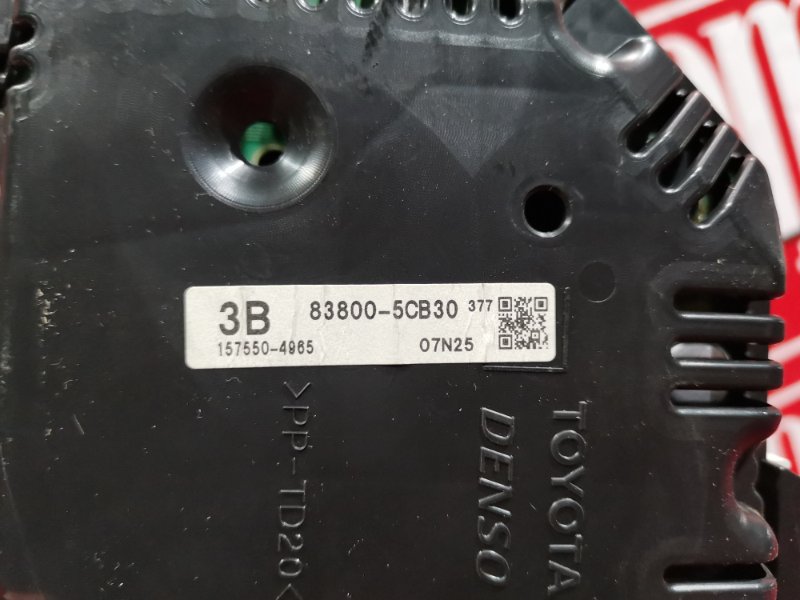 3B 83800-5CB30 377
157550-4965 07N25
>PP-TD20<
DENSO
TOYOTA